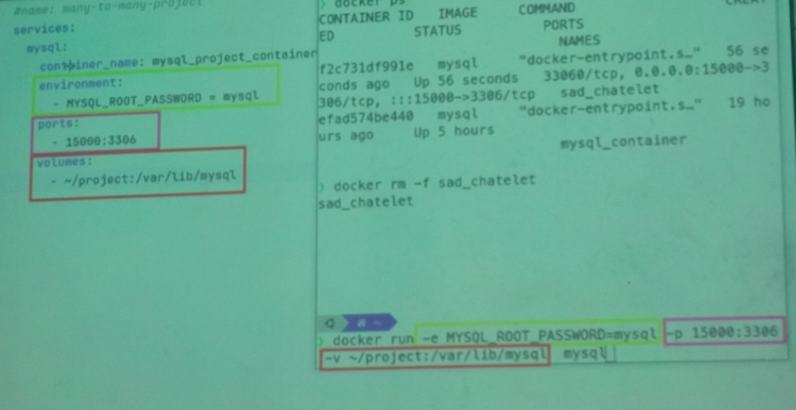 #name: many-to-many-project
services:
mysql:
container_name: mysql_project_container
environment:
- MYSQL_ROOT_PASSWORD = mysql
ports:
- 15000:3306
volumes:
- ~/project:/var/lib/mysql
> docker ps
CONTAINER ID IMAGE COMMAND CREAT
ED STATUS PORTS
NAMES
f2c731df991e mysql "docker-entrypoint.s…" 56 se
conds ago Up 56 seconds 33060/tcp, 0.0.0.0:15000->3
306/tcp, :::15000->3306/tcp sad_chatelet
efad574be440 mysql "docker-entrypoint.s…" 19 ho
urs ago Up 5 hours
mysql_container
> docker rm -f sad_chatelet
sad_chatelet
~
> docker run -e MYSQL_ROOT_PASSWORD=mysql -p 15000:3306
-v ~/project:/var/lib/mysql mysql